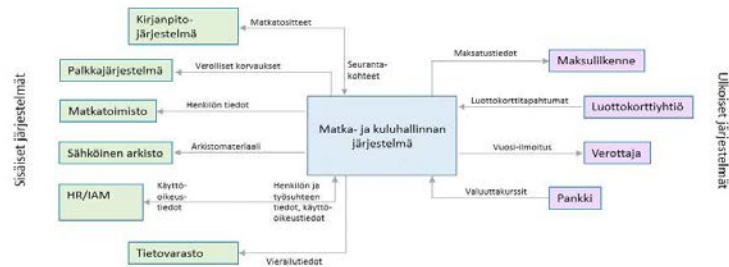 Kirjanpito-
järjestelmä
Matkatositteet
Seuranta-
kohteet
Maksatustiedot
Maksuliikenne
Palkkajärjestelmä
Verolliset korvaukset
Sisäiset järjestelmät
Ulkoiset järjestelmät
Matkatoimisto
Henkilön tiedot
Matka- ja kuluhallinnan
järjestelmä
Luottokorttitapahtumat
Luottokorttiyhtiö
Sähköinen arkisto
Arkistomateriaali
Vuosi-ilmoitus
Verottaja
HR/IAM
Käyttö-
oikeus-
tiedot
Henkilön ja
työsuhteen
tiedot, käyttö-
oikeustiedot
Valuuttakurssit
Pankki
Tietovarasto
Vierailutiedot